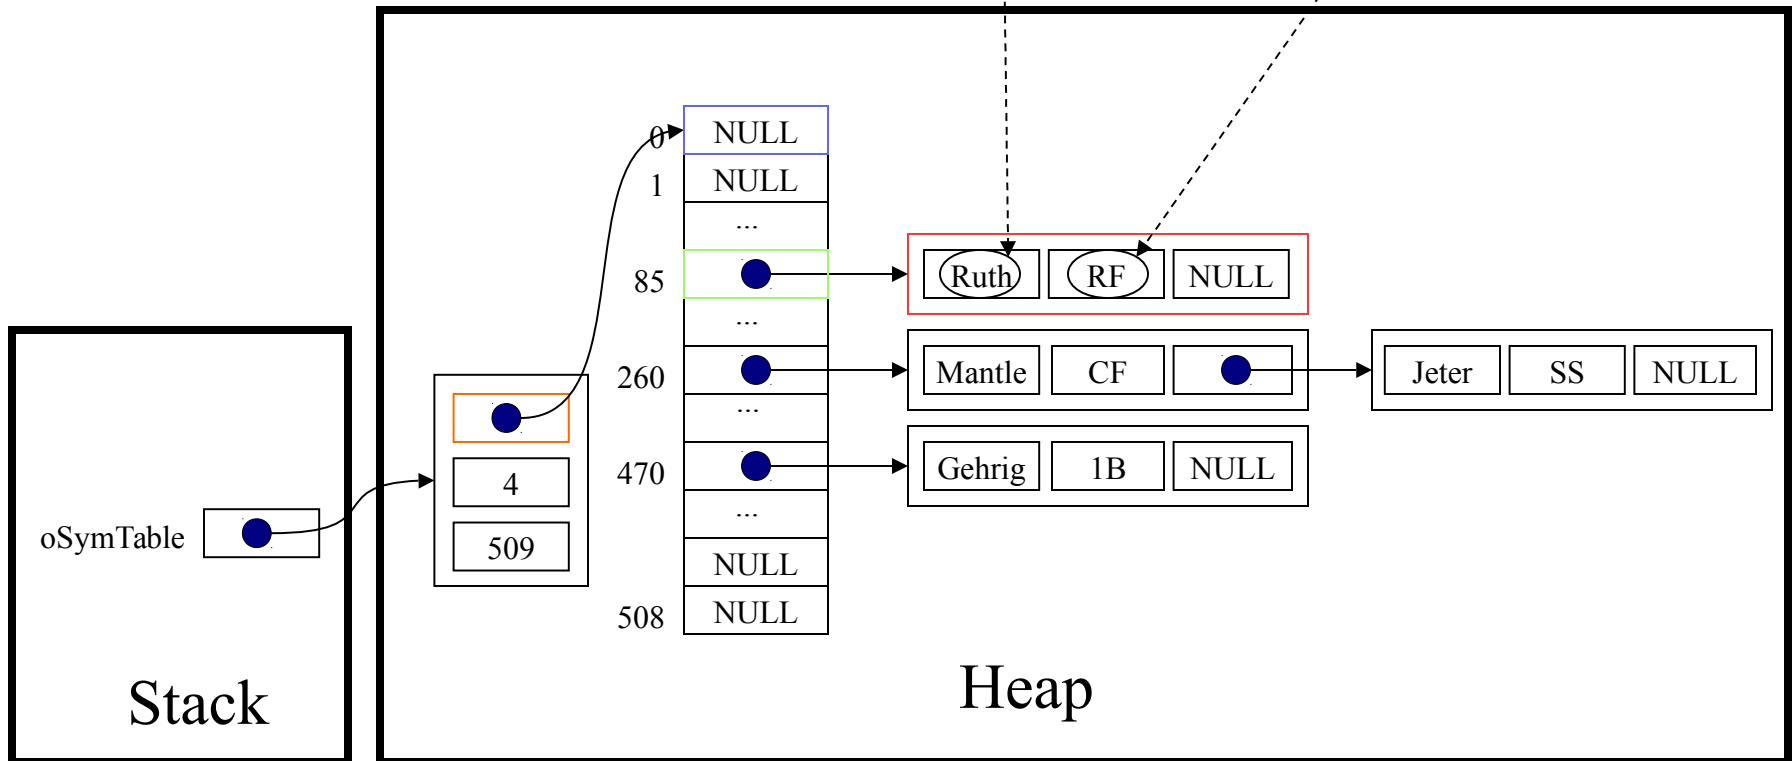 0 NULL
1 NULL
...
85 Ruth RF NULL
...
260 Mantle CF Jeter SS NULL
...
4
470 Gehrig 1B NULL
...
oSymTable
509
NULL
508 NULL
Stack
Heap